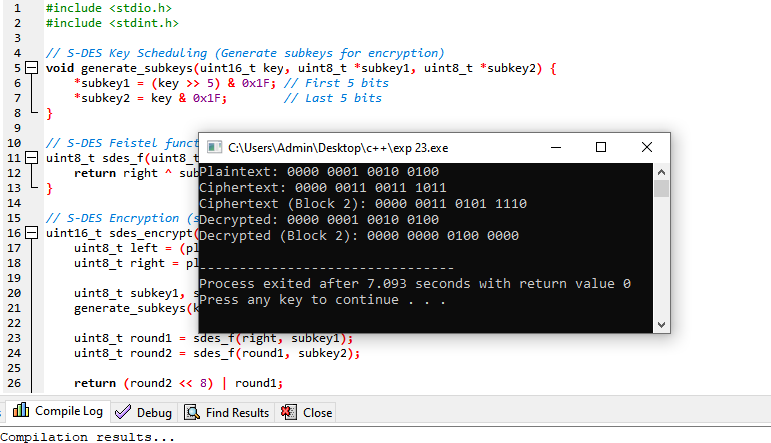 1 #include <stdio.h>
2 #include <stdint.h>
3
4 // S-DES Key Scheduling (Generate subkeys for encryption)
5 void generate_subkeys(uint16_t key, uint8_t *subkey1, uint8_t *subkey2) {
6 *subkey1 = (key >> 5) & 0x1F; // First 5 bits
7 *subkey2 = key & 0x1F; // Last 5 bits
8 }
9
10 // S-DES Feistel funct
11 uint8_t sdes_f(uint8_t
12 return right ^ sub
13 }
14
15 // S-DES Encryption (s
16 uint16_t sdes_encrypt(
17 uint8_t left = (pl
18 uint8_t right = pl
19
20 uint8_t subkey1, s
21 generate_subkeys(k
22
23 uint8_t round1 = sdes_f(right, subkey1);
24 uint8_t round2 = sdes_f(round1, subkey2);
25
26 return (round2 << 8) | round1;
C:\Users\Admin\Desktop\c++\exp 23.exe
Plaintext: 0000 0001 0010 0100
Ciphertext: 0000 0011 0011 1011
Ciphertext (Block 2): 0000 0011 0101 1110
Decrypted: 0000 0001 0010 0100
Decrypted (Block 2): 0000 0000 0100 0000
--------------------------------
Process exited after 7.093 seconds with return value 0
Press any key to continue . . .
Compile Log Debug Find Results Close
Compilation results...